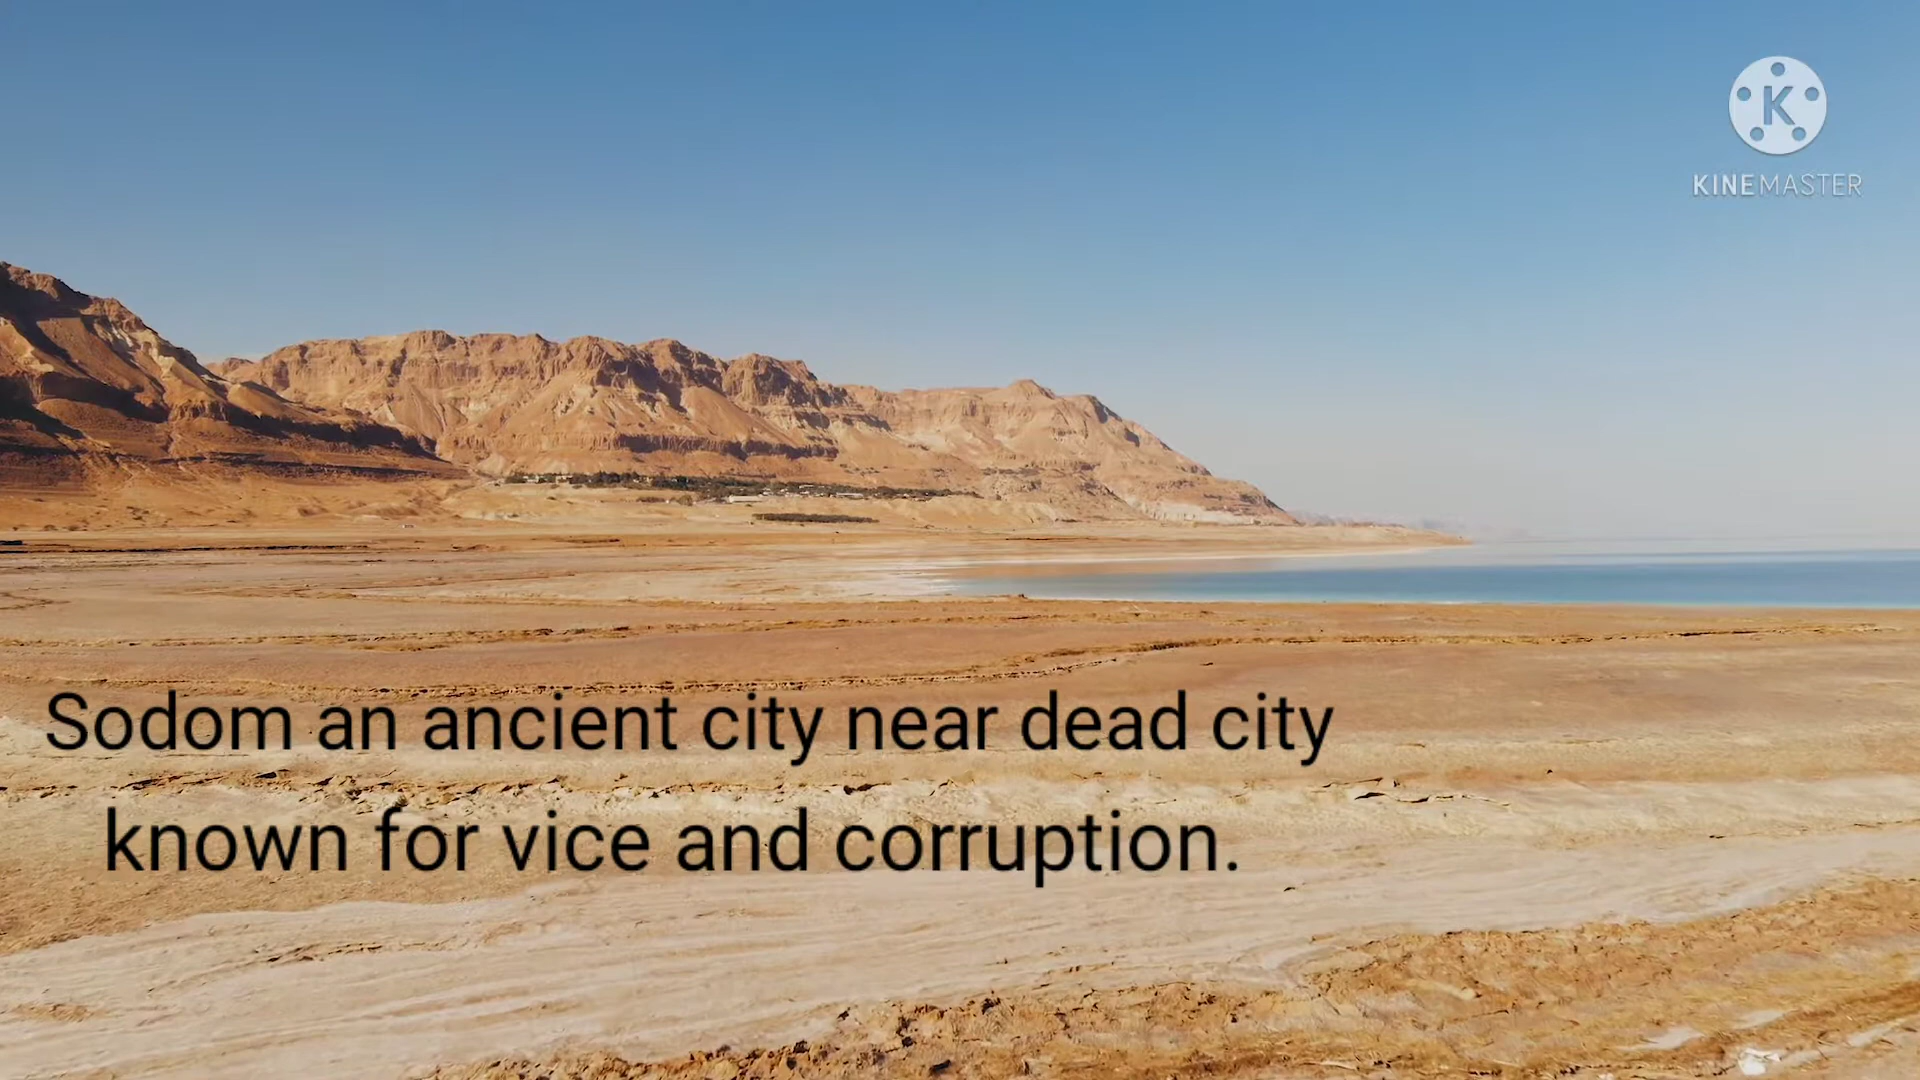 K
KINEMASTER
Sodom an ancient city near dead city
known for vice and corruption.